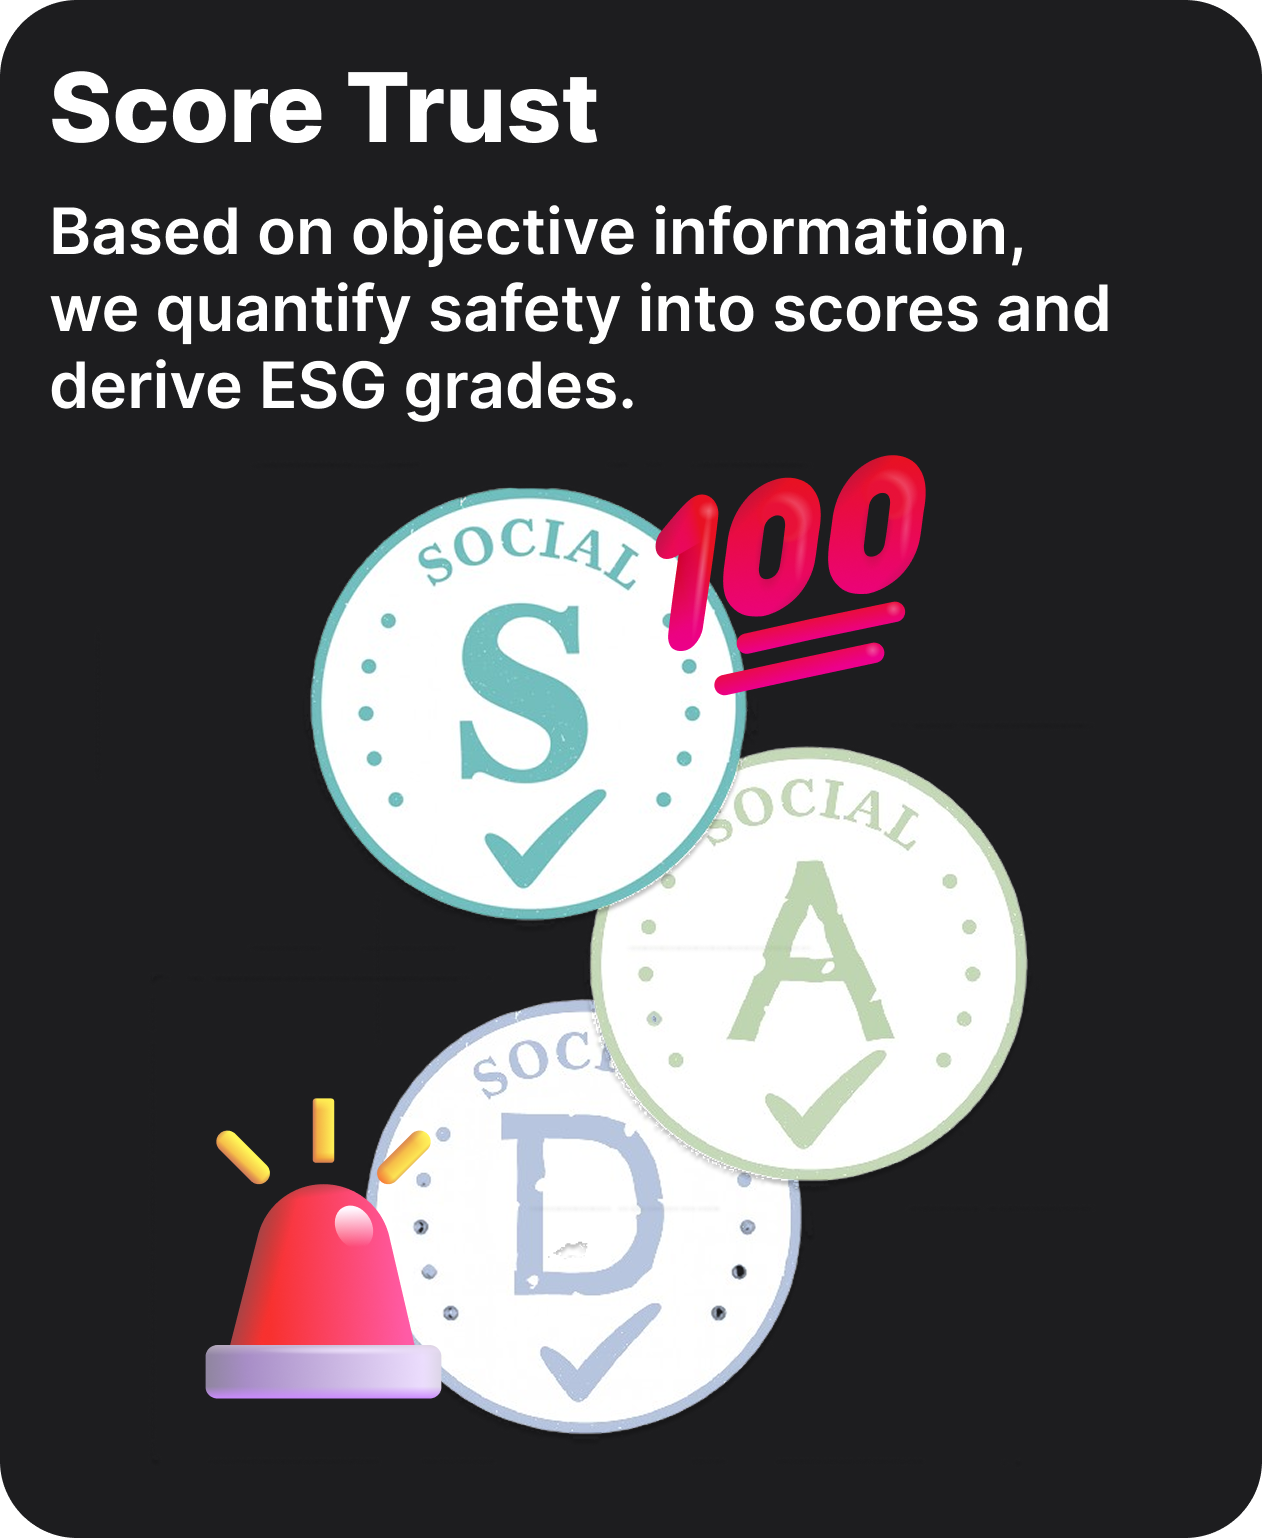 Score Trust
Based on objective information,
we quantify safety into scores and
derive ESG grades.
100
SOCIAL
S
SOCIAL
A
SOCI
D